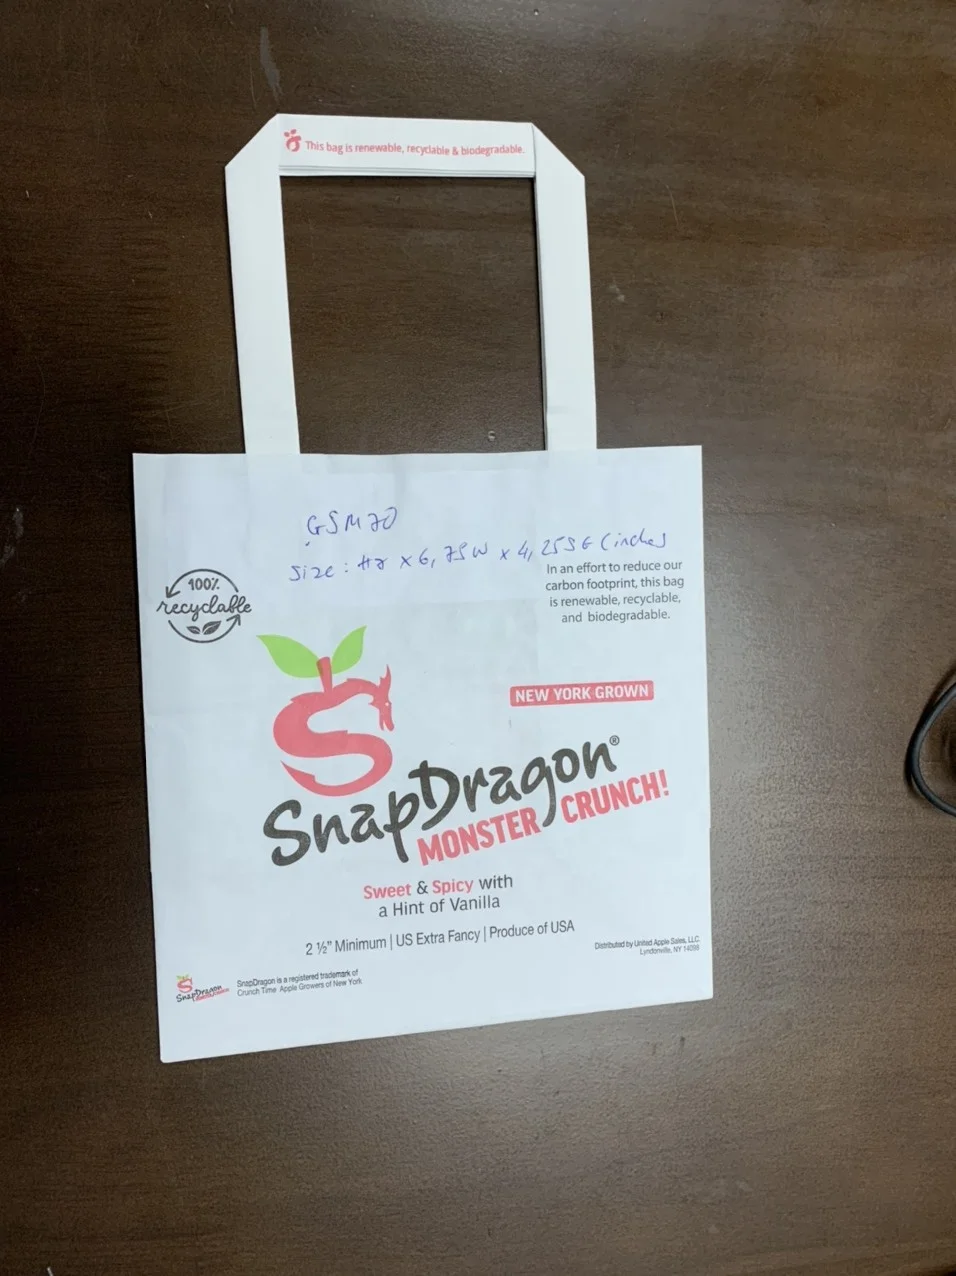 This bag is renewable, recyclable & biodegradable.
GSM 70
Size: H7 x 6,75W x 4,25SG (inches
100%
recyclable
In an effort to reduce our
carbon footprint, this bag
is renewable, recyclable,
and biodegradable.
NEW YORK GROWN
SnapDragon®
MONSTER CRUNCH!
Sweet & Spicy with
a Hint of Vanilla
2 ½" Minimum | US Extra Fancy | Produce of USA
Distributed by United Apple Sales, LLC.
Lyndonville, NY 14098
SnapDragon
SnapDragon is a registered trademark of
Crunch Time Apple Growers of New York